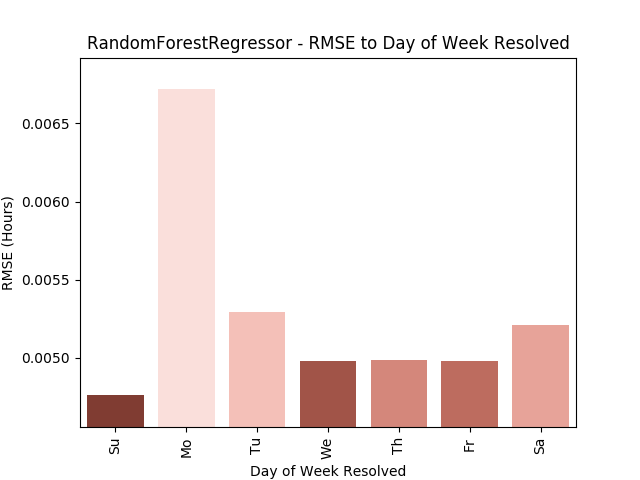 RandomForestRegressor - RMSE to Day of Week Resolved
0.0065
0.0060
0.0055
0.0050
RMSE (Hours)
Su Mo Tu We Th Fr Sa
Day of Week Resolved